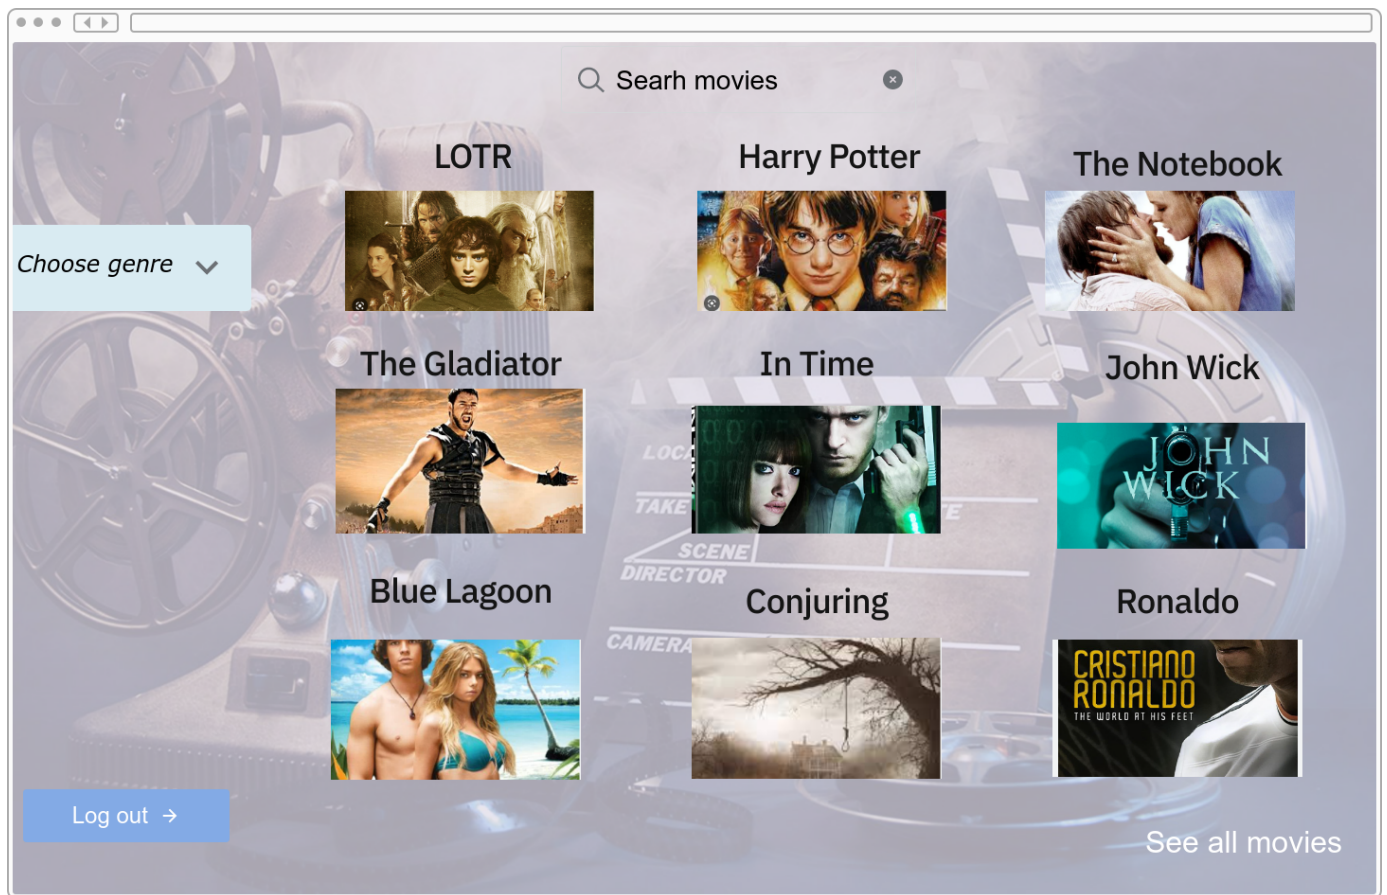 Searh movies
LOTR
Harry Potter
The Notebook
Choose genre
The Gladiator
In Time
John Wick
JOHN
WICK
LOCA
TAKE
SCENE
DIRECTOR
Blue Lagoon
Conjuring
Ronaldo
CAMERA
CRISTIANO
RONALDO
THE WORLD AT HIS FEET
Log out
See all movies